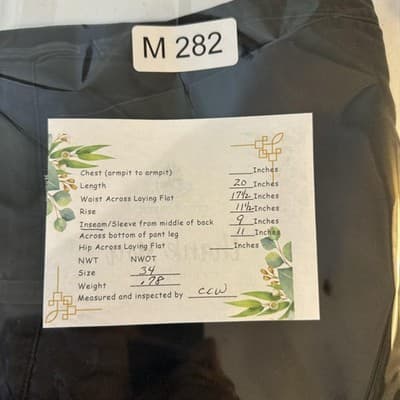 M 282
Chest (armpit to armpit) ____Inches
Length 20 Inches
Waist Across Laying Flat 17½ Inches
Rise 11½ Inches
Inseam/Sleeve from middle of back 9 Inches
Across bottom of pant leg 11 Inches
Hip Across Laying Flat ____Inches
NWT NWOT
Size 34
Weight .78
Measured and inspected by CCW